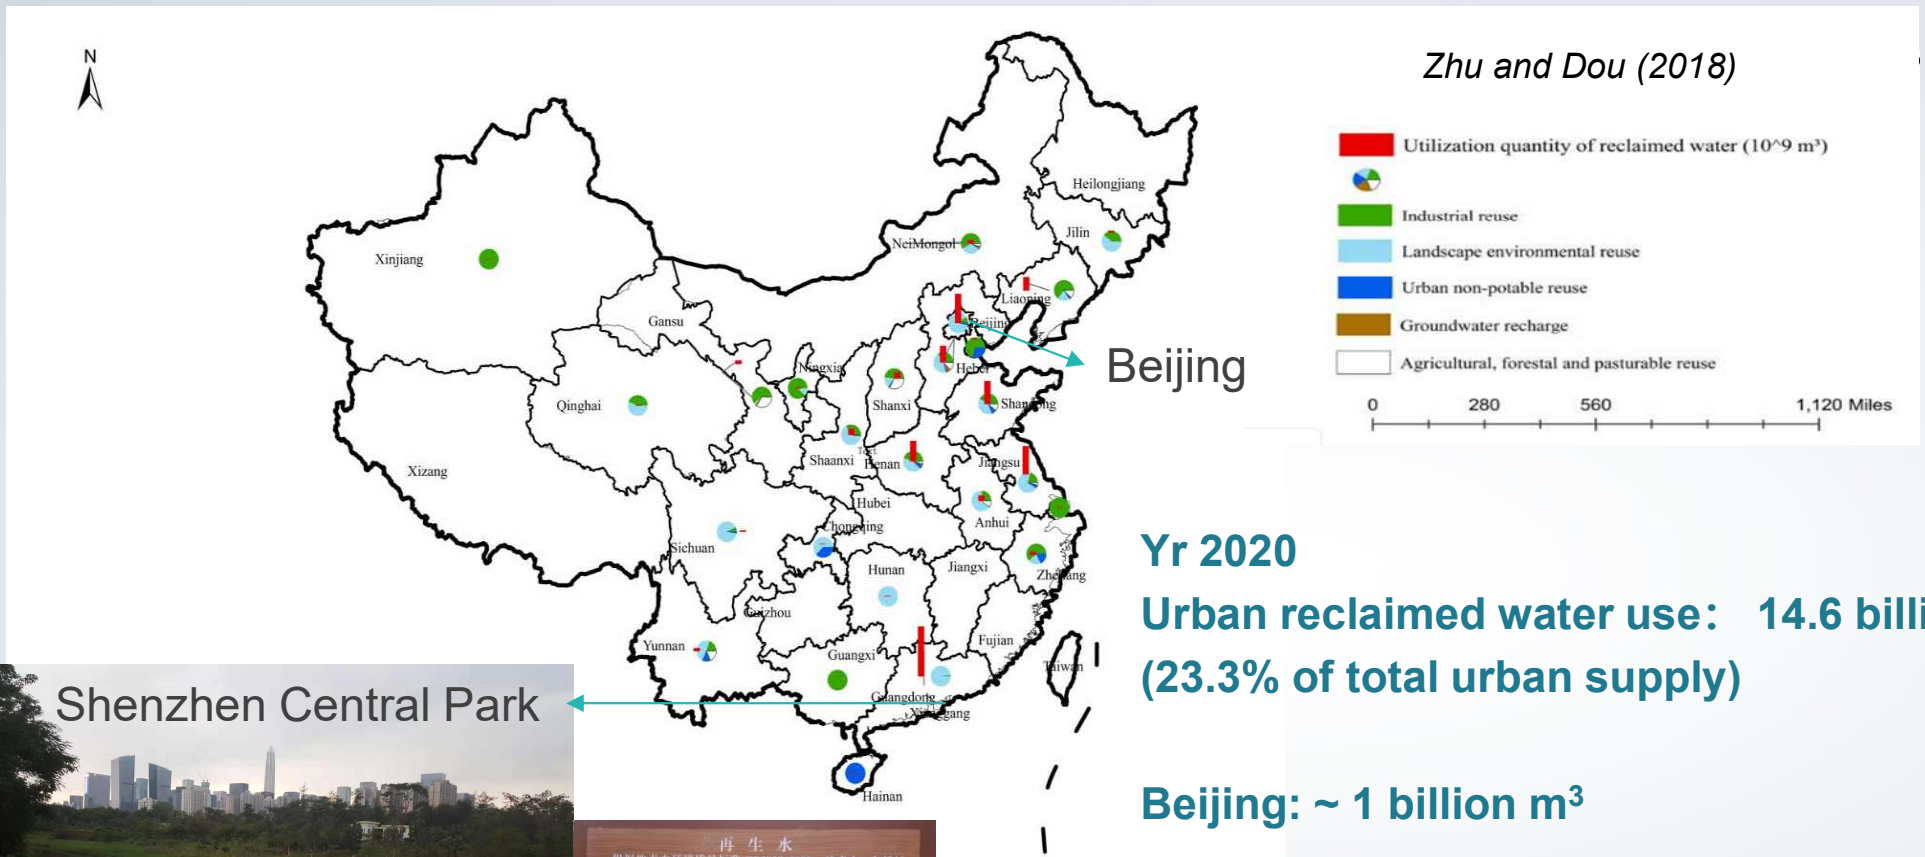 N
Zhu and Dou (2018)
Utilization quantity of reclaimed water (10^9 m³)
Industrial reuse
Landscape environmental reuse
Urban non-potable reuse
Groundwater recharge
Agricultural, forestal and pasturable reuse
0 280 560 1,120 Miles
Heilongjiang
Jilin
NeiMongol
Xinjiang
Liaoning
Gansu
Beijing
Beijing
Ningxia
Hebei
Qinghai
Shanxi
Shandong
Xizang
Shaanxi
Text
Henan
Jiangsu
Hubei
Anhui
Chongqing
Sichuan
Hunan
Jiangxi
Zhejiang
Guizhou
Yunnan
Guangxi
Fujian
Taiwan
Guangdong
Xianggang
Hainan
Shenzhen Central Park
Yr 2020
Urban reclaimed water use： 14.6 billi
(23.3% of total urban supply)
Beijing: ~ 1 billion m³
再生水